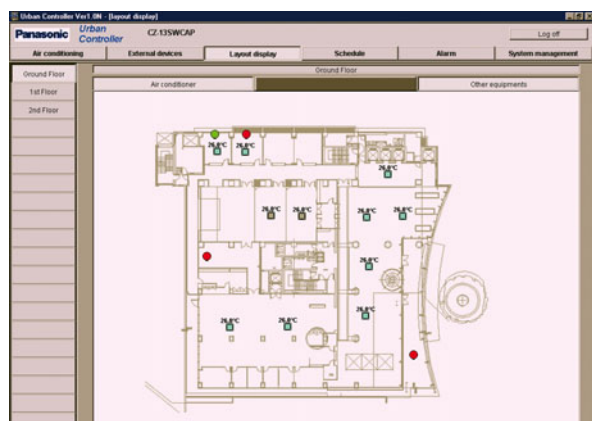 Urban Controller Ver1.0N - [layout display]
Panasonic Urban Controller CZ-13SWCAP Log off
Air conditioning External devices Layout display Schedule Alarm System management
Ground Floor
1st Floor
2nd Floor
Ground Floor
Air conditioner Other equipments
26.0°C 26.0°C
26.0°C
26.0°C 26.0°C 26.0°C 26.0°C
26.0°C
26.0°C 26.0°C 26.0°C